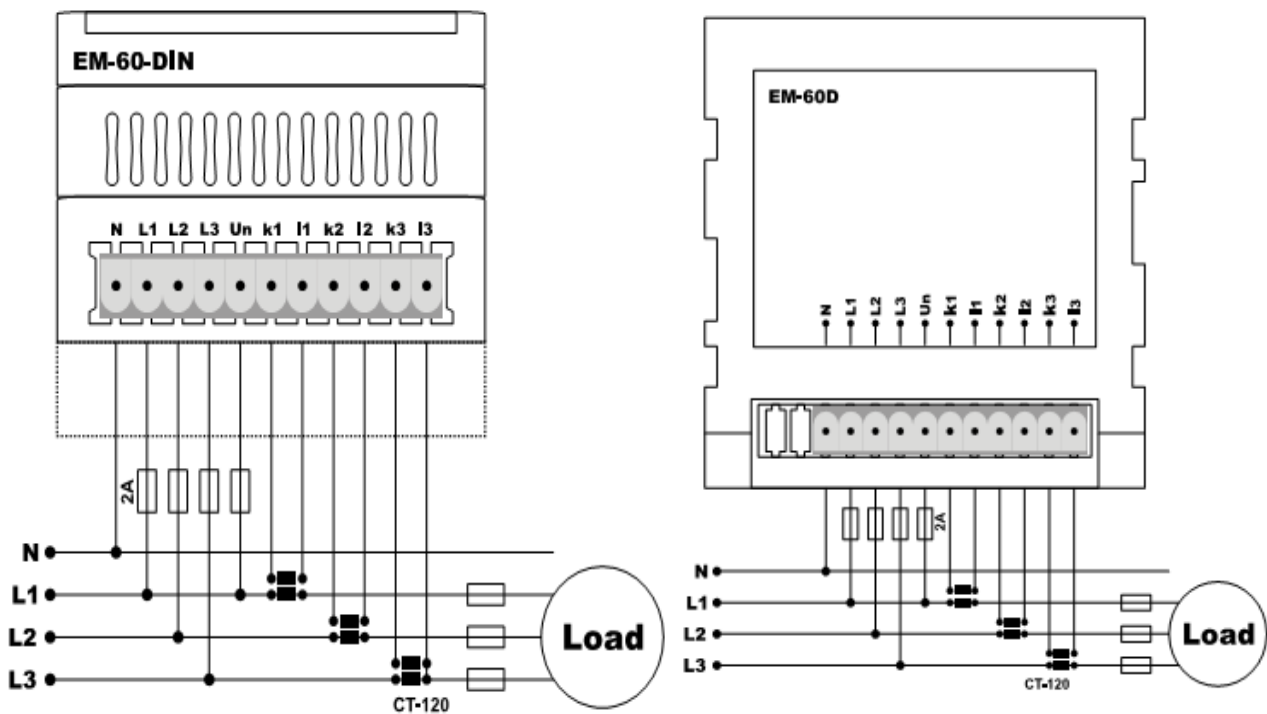 EM-60-DIN
N L1 L2 L3 Un k1 l1 k2 l2 k3 l3
2A
N
L1
L2
L3
Load
CT-120
EM-60D
N L1 L2 L3 Un k1 l1 k2 l2 k3 l3
2A
N
L1
L2
L3
Load
CT-120